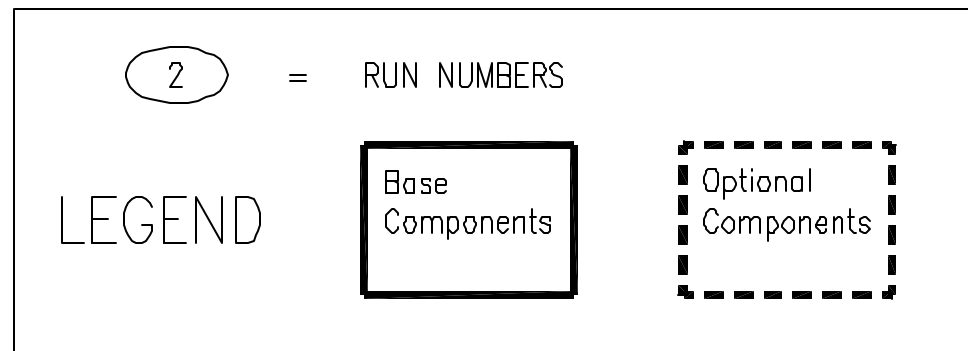 2 = RUN NUMBERS
LEGEND
Base
Components
Optional
Components